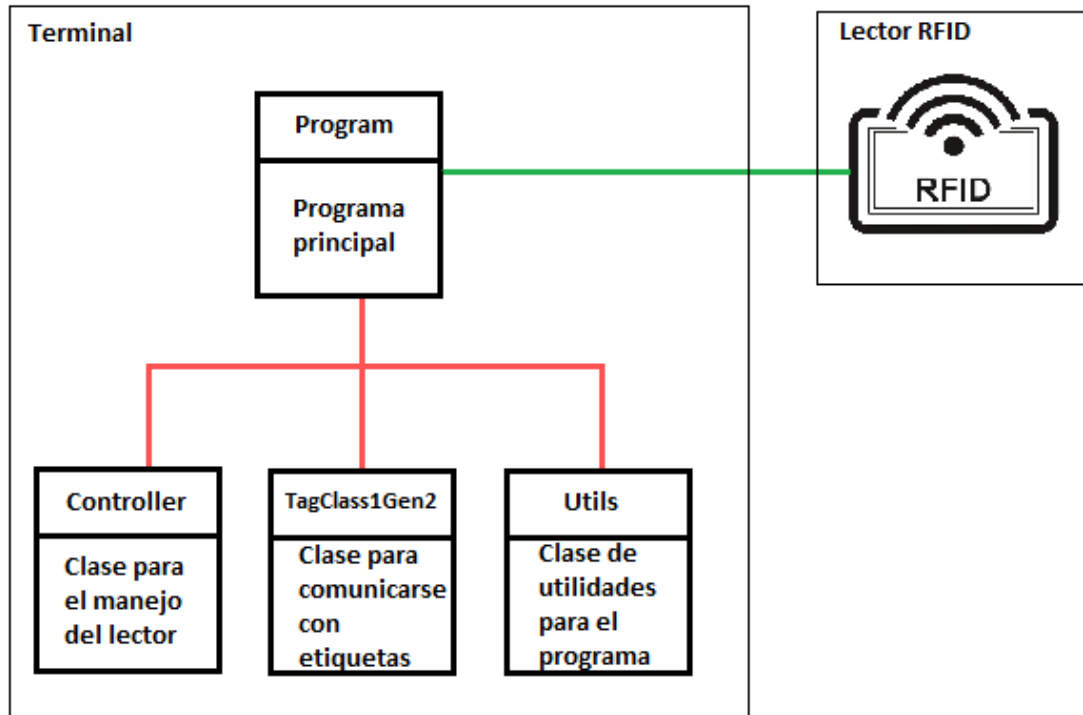 Terminal
Lector RFID
Program
Programa
principal
RFID
Controller
Clase para
el manejo
del lector
TagClass1Gen2
Clase para
comunicarse
con
etiquetas
Utils
Clase de
utilidades
para el
programa